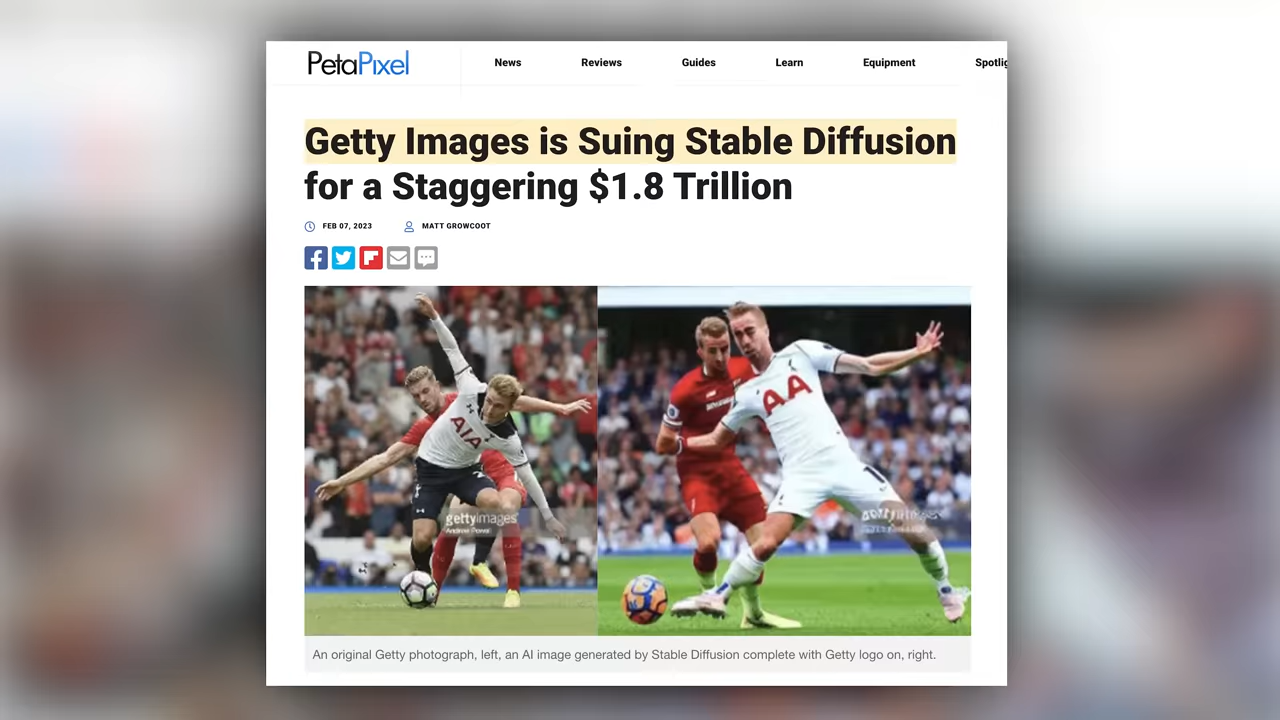 PetaPixel
News Reviews Guides Learn Equipment
Getty Images is Suing Stable Diffusion
for a Staggering $1.8 Trillion
FEB 07, 2023 MATT GROWCOOT
AIA
gettyimages
AA
An original Getty photograph, left, an AI image generated by Stable Diffusion complete with Getty logo on, right.